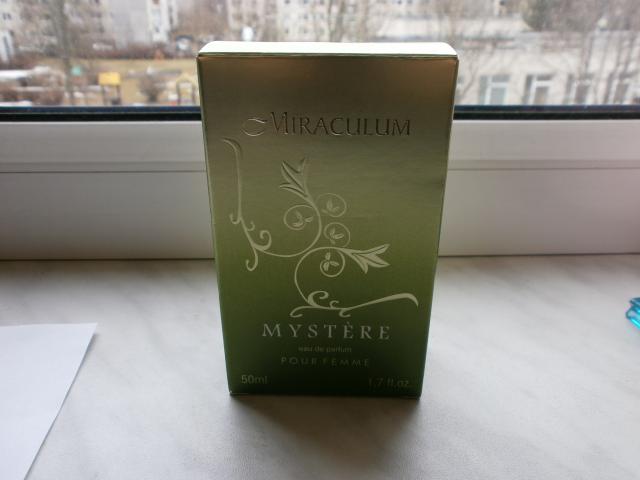 MIRACULUM
MYSTÈRE
eau de parfum
POUR FEMME
50ml 1.7 fl.oz.